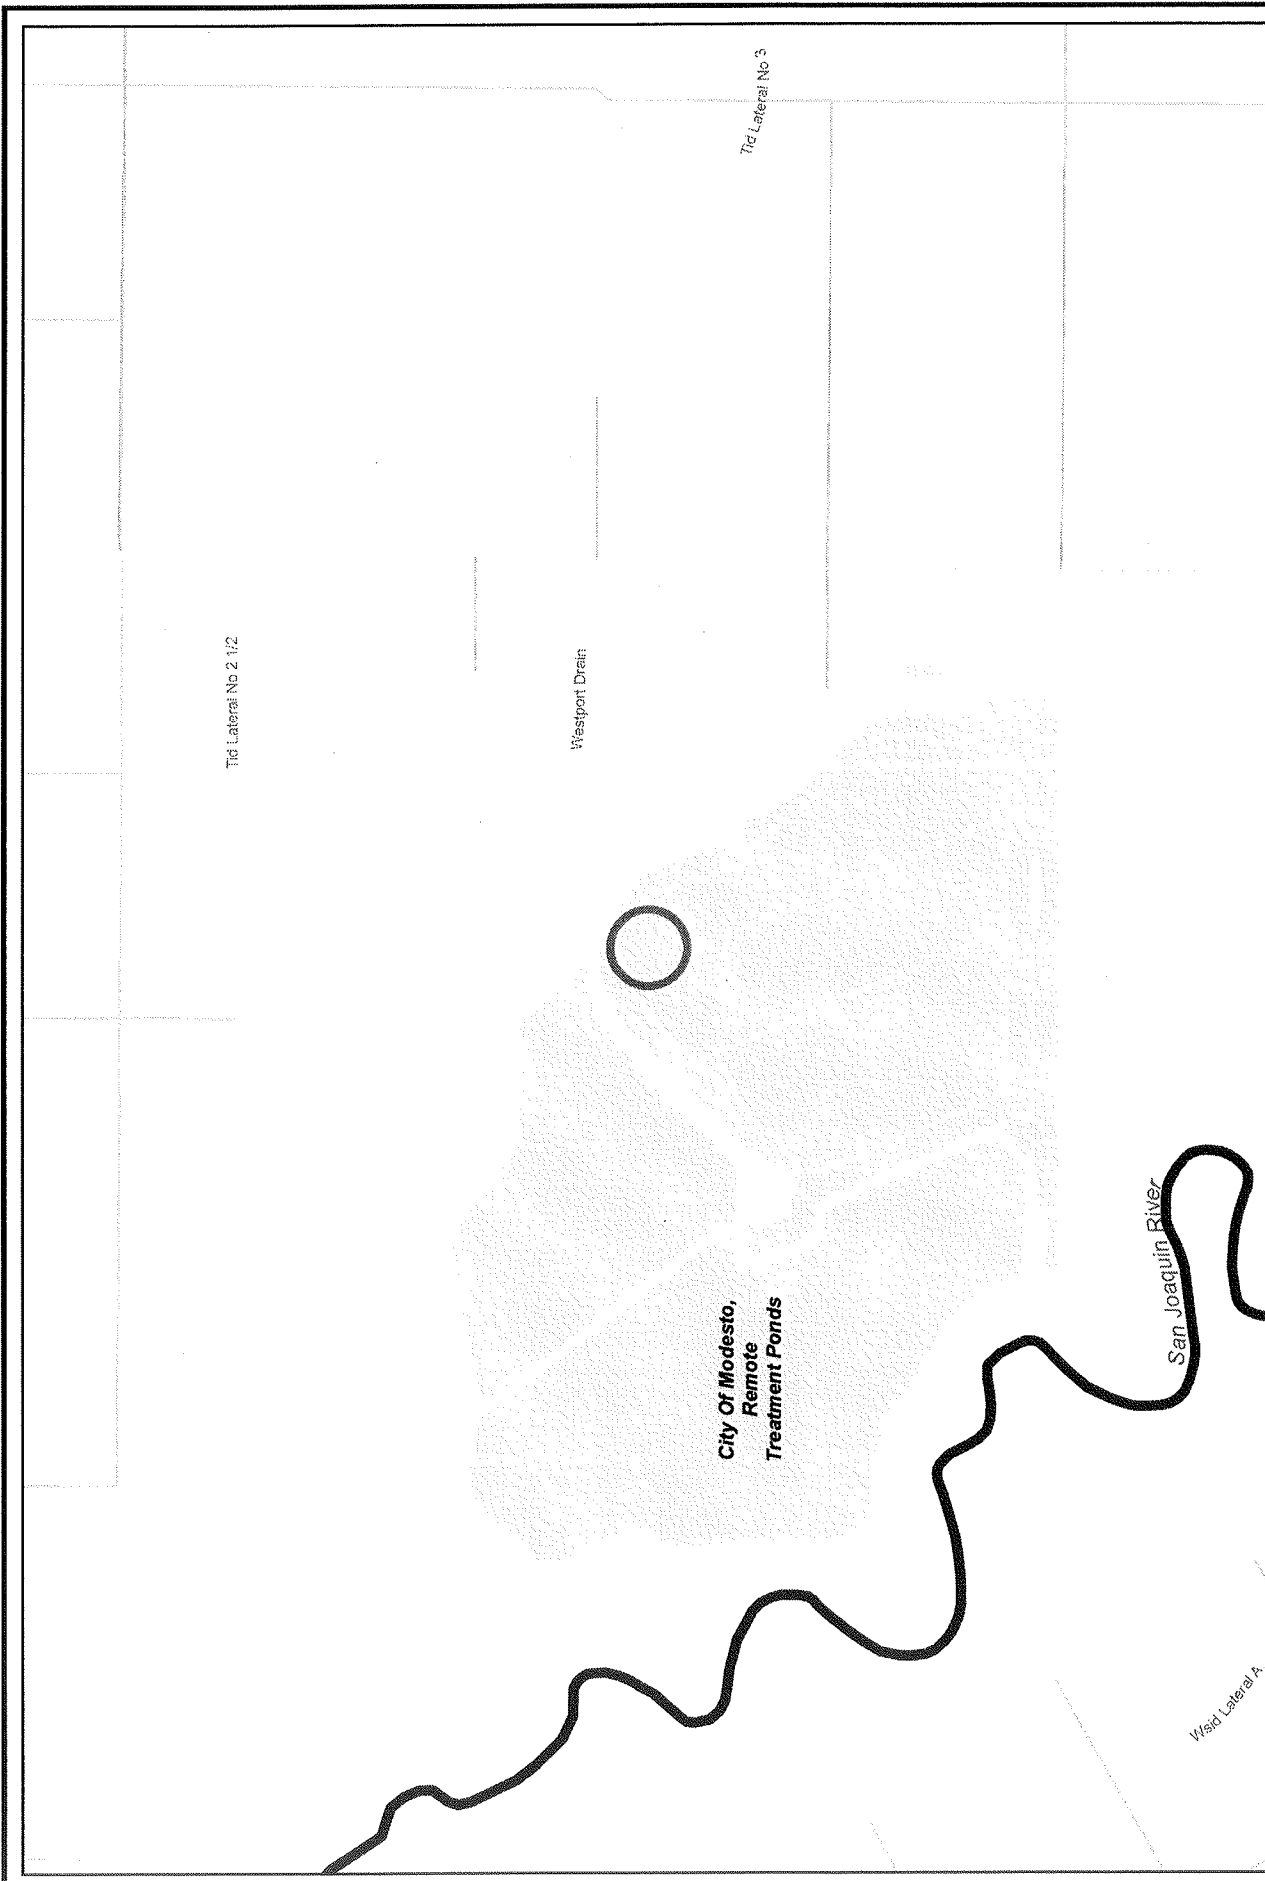 Tid Lateral No 2 1/2
Westport Drain
Tid Lateral No 3
City Of Modesto,
Remote
Treatment Ponds
San Joaquin River
Wsid Lateral A